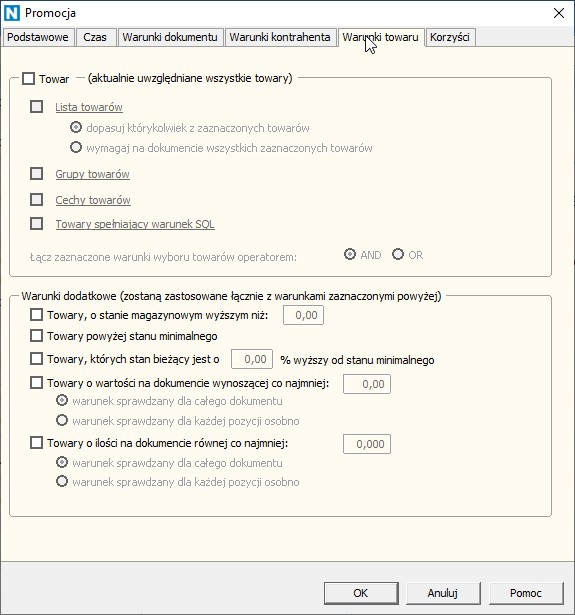 N Promocja
Podstawowe Czas Warunki dokumentu Warunki kontrahenta Warunki towaru Korzyści
Towar (aktualnie uwzględniane wszystkie towary)
Lista towarów
dopasuj którykolwiek z zaznaczonych towarów
wymagaj na dokumencie wszystkich zaznaczonych towarów
Grupy towarów
Cechy towarów
Towary spełniajacy warunek SQL
Łącz zaznaczone warunki wyboru towarów operatorem: AND OR
Warunki dodatkowe (zostaną zastosowane łącznie z warunkami zaznaczonymi powyżej)
Towary, o stanie magazynowym wyższym niż: 0,00
Towary powyżej stanu minimalnego
Towary, których stan bieżący jest o 0,00 % wyższy od stanu minimalnego
Towary o wartości na dokumencie wynoszącej co najmniej: 0,00
warunek sprawdzany dla całego dokumentu
warunek sprawdzany dla każdej pozycji osobno
Towary o ilości na dokumencie równej co najmniej: 0,000
warunek sprawdzany dla całego dokumentu
warunek sprawdzany dla każdej pozycji osobno
OK Anuluj Pomoc